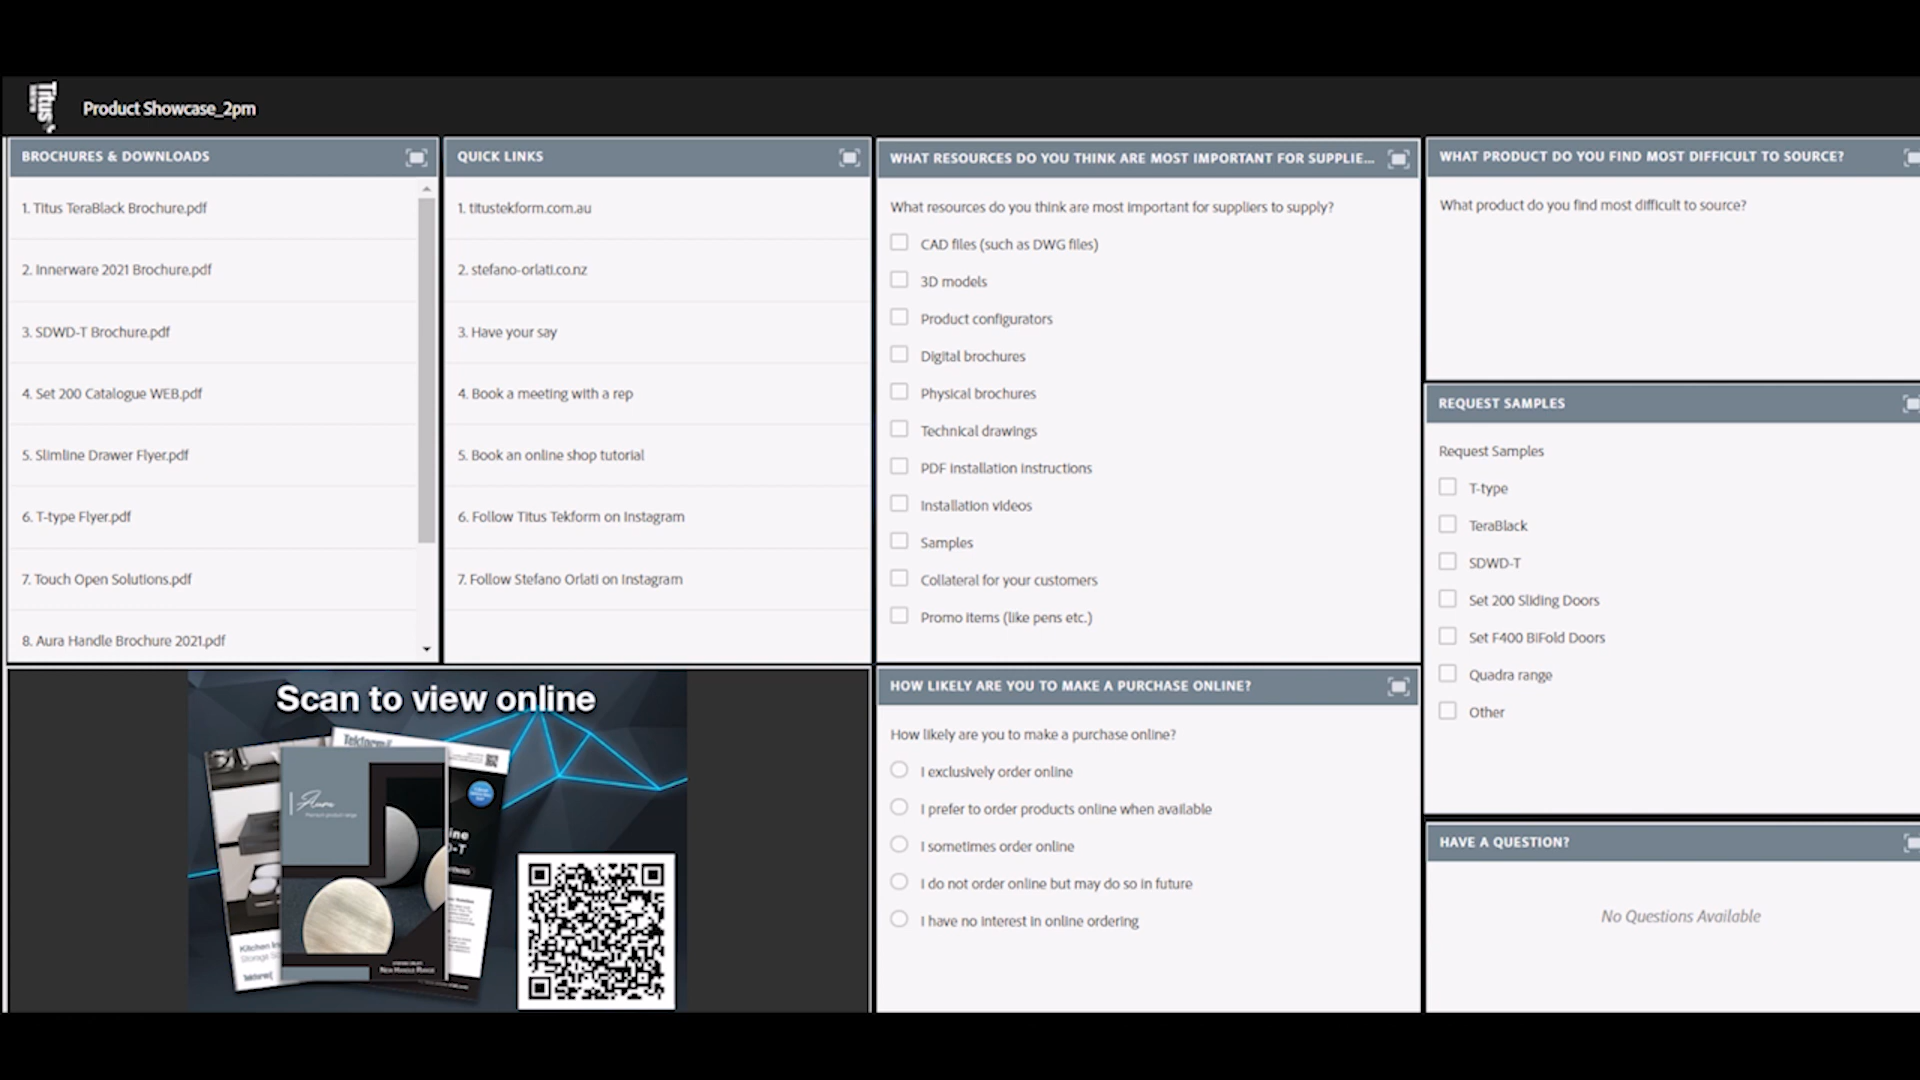 Titus
Product Showcase_2pm
BROCHURES & DOWNLOADS
1. Titus TeraBlack Brochure.pdf
2. Innerware 2021 Brochure.pdf
3. SDWD-T Brochure.pdf
4. Set 200 Catalogue WEB.pdf
5. Slimline Drawer Flyer.pdf
6. T-type Flyer.pdf
7. Touch Open Solutions.pdf
8. Aura Handle Brochure 2021.pdf
QUICK LINKS
1. titustekform.com.au
2. stefano-orlati.co.nz
3. Have your say
4. Book a meeting with a rep
5. Book an online shop tutorial
6. Follow Titus Tekform on Instagram
7. Follow Stefano Orlati on Instagram
Scan to view online
Tekform
Aura
Kitchen In
Storage S
ine
D-T
New Handle Range
WHAT RESOURCES DO YOU THINK ARE MOST IMPORTANT FOR SUPPLIE...
What resources do you think are most important for suppliers to supply?
CAD files (such as DWG files)
3D models
Product configurators
Digital brochures
Physical brochures
Technical drawings
PDF installation instructions
Installation videos
Samples
Collateral for your customers
Promo items (like pens etc.)
HOW LIKELY ARE YOU TO MAKE A PURCHASE ONLINE?
How likely are you to make a purchase online?
I exclusively order online
I prefer to order products online when available
I sometimes order online
I do not order online but may do so in future
I have no interest in online ordering
WHAT PRODUCT DO YOU FIND MOST DIFFICULT TO SOURCE?
What product do you find most difficult to source?
REQUEST SAMPLES
Request Samples
T-type
TeraBlack
SDWD-T
Set 200 Sliding Doors
Set F400 BiFold Doors
Quadra range
Other
HAVE A QUESTION?
No Questions Available